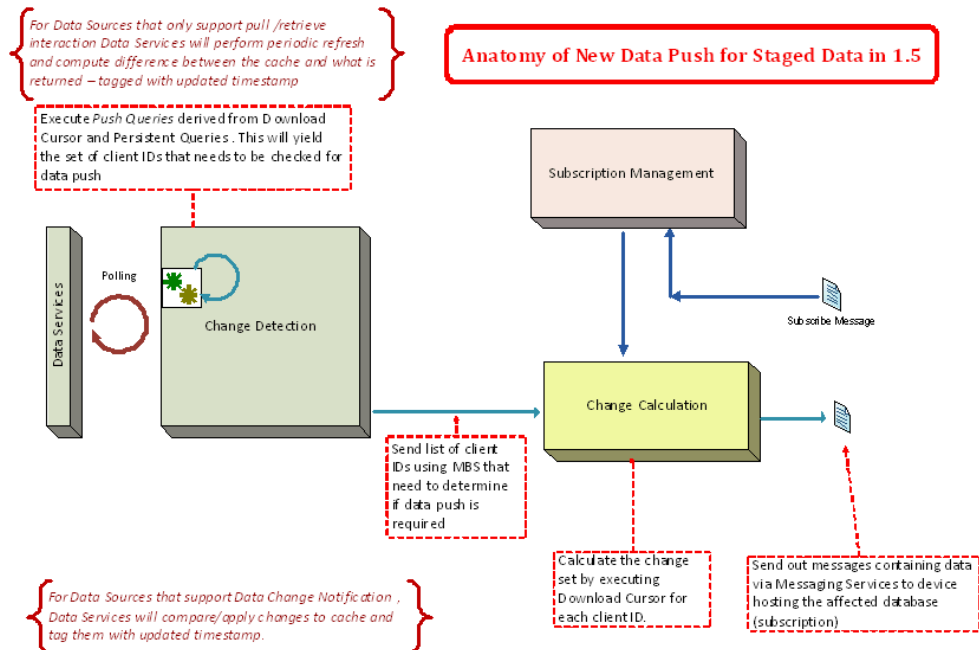 For Data Sources that only support pull /retrieve
interaction Data Services will perform periodic refresh
and compute difference between the cache and what is
returned – tagged with updated timestamp
Anatomy of New Data Push for Staged Data in 1.5
Execute Push Queries derived from Download
Cursor and Persistent Queries . This will yield
the set of client IDs that needs to be checked for
data push
Subscription Management
Data Services
Polling
Change Detection
Subscribe Message
Change Calculation
Send list of client
IDs using MBS that
need to determine
if data push is
required
Calculate the change
set by executing
Download Cursor for
each client ID.
Send out messages containing data
via Messaging Services to device
hosting the affected database
(subscription)
For Data Sources that support Data Change Notification ,
Data Services will compare/apply changes to cache and
tag them with updated timestamp.